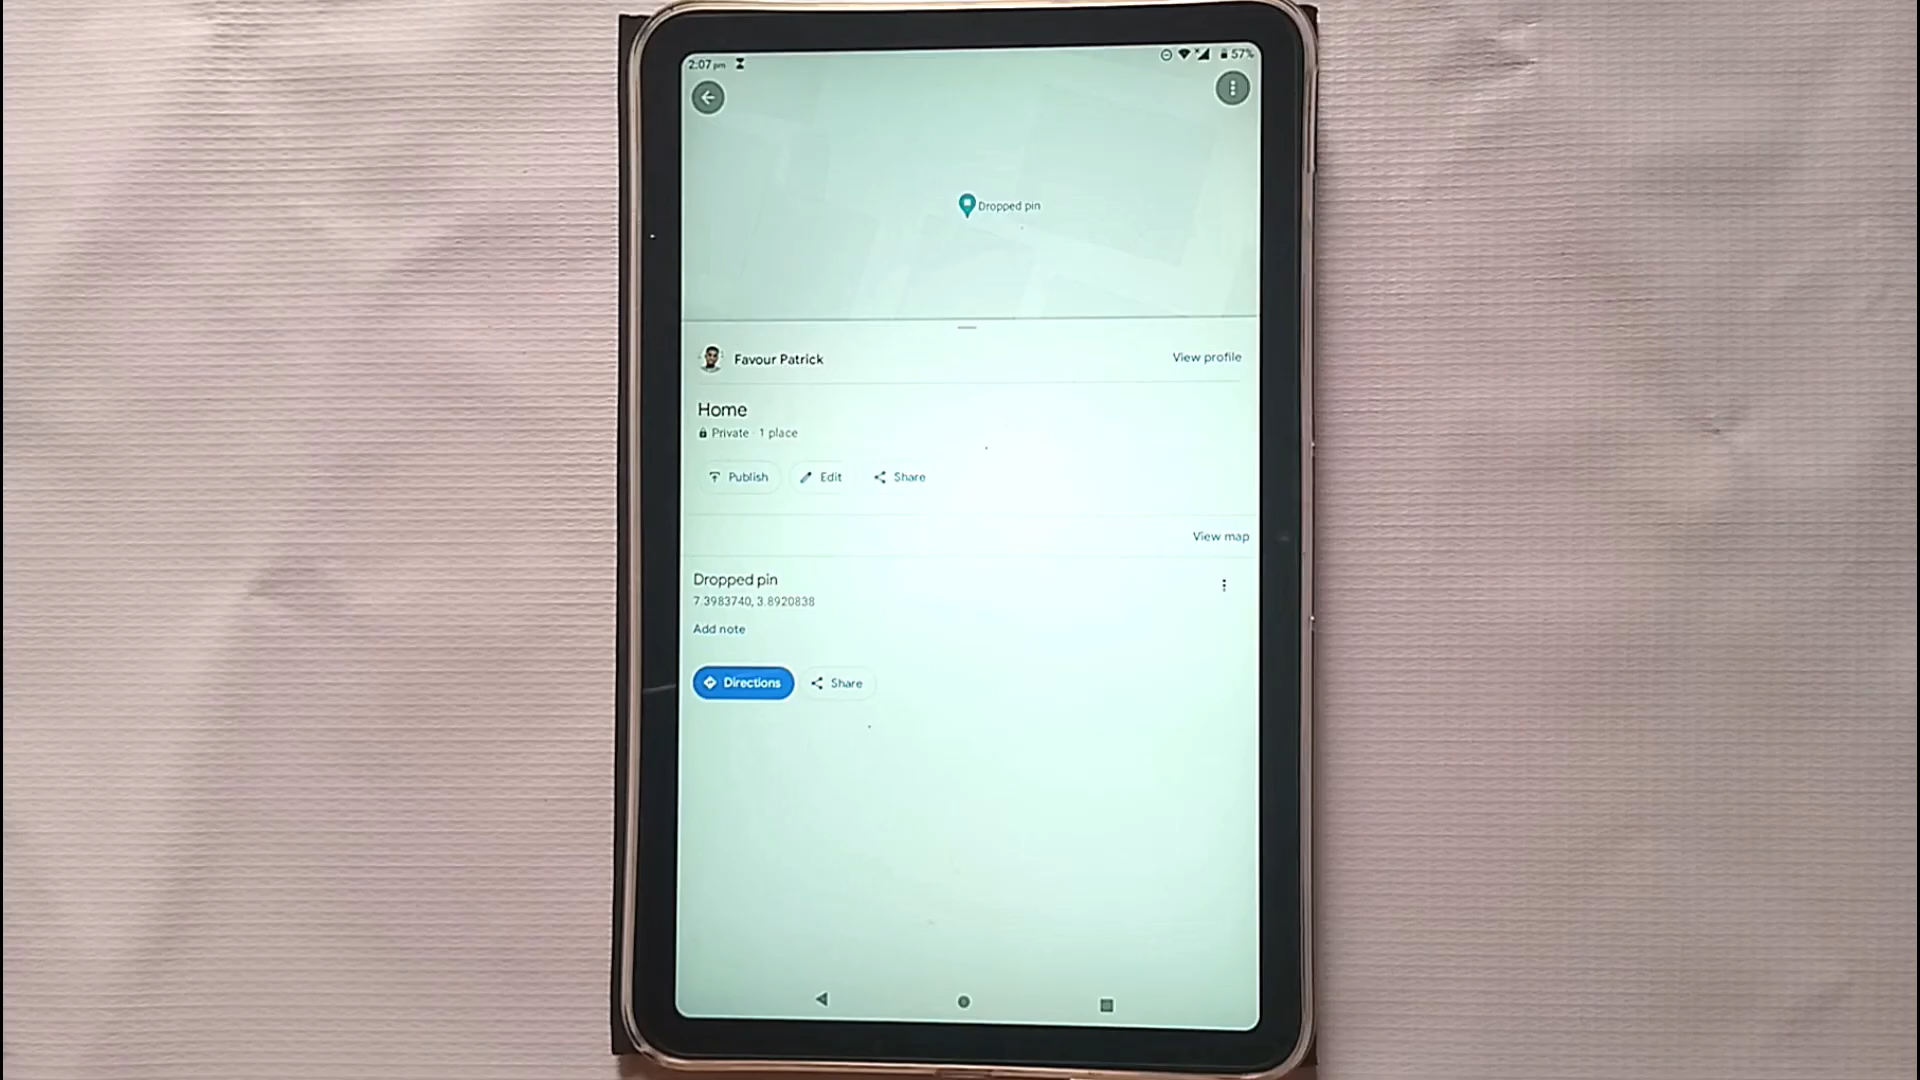 2:07 pm 57%
Dropped pin
Favour Patrick View profile
Home
Private · 1 place
Publish Edit Share
View map
Dropped pin
7.3983740, 3.8920838
Add note
Directions Share